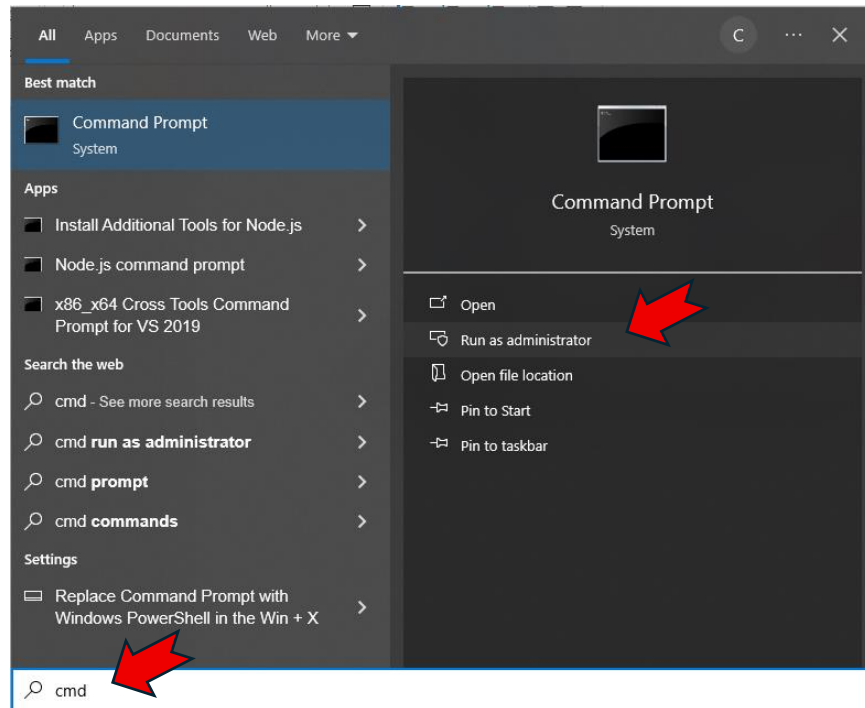 All Apps Documents Web More
C ... 
Best match
Command Prompt
System
Apps
Install Additional Tools for Node.js
Node.js command prompt
x86_x64 Cross Tools Command
Prompt for VS 2019
Search the web
cmd - See more search results
cmd run as administrator
cmd prompt
cmd commands
Settings
Replace Command Prompt with
Windows PowerShell in the Win + X
cmd
Command Prompt
System
Open
Run as administrator
Open file location
Pin to Start
Pin to taskbar